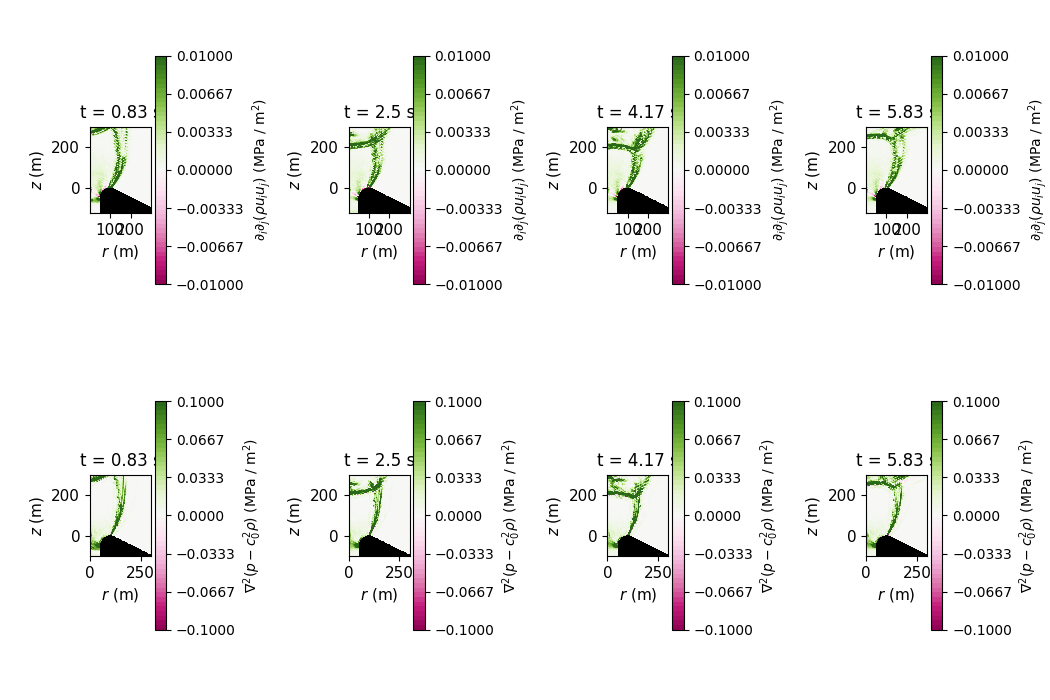 t = 0.83 s
0.01000
0.00667
0.00333
0.00000
−0.00333
−0.00667
−0.01000
∂i∂j(ρuiuj) (MPa / m²)
z (m)
200
0
100
200
r (m)
t = 2.5 s
0.01000
0.00667
0.00333
0.00000
−0.00333
−0.00667
−0.01000
∂i∂j(ρuiuj) (MPa / m²)
z (m)
200
0
100
200
r (m)
t = 4.17 s
0.01000
0.00667
0.00333
0.00000
−0.00333
−0.00667
−0.01000
∂i∂j(ρuiuj) (MPa / m²)
z (m)
200
0
100
200
r (m)
t = 5.83 s
0.01000
0.00667
0.00333
0.00000
−0.00333
−0.00667
−0.01000
∂i∂j(ρuiuj) (MPa / m²)
z (m)
200
0
100
200
r (m)
t = 0.83 s
0.1000
0.0667
0.0333
0.0000
−0.0333
−0.0667
−0.1000
∇²(p − c₀²ρ) (MPa / m²)
z (m)
200
0
0
250
r (m)
t = 2.5 s
0.1000
0.0667
0.0333
0.0000
−0.0333
−0.0667
−0.1000
∇²(p − c₀²ρ) (MPa / m²)
z (m)
200
0
0
250
r (m)
t = 4.17 s
0.1000
0.0667
0.0333
0.0000
−0.0333
−0.0667
−0.1000
∇²(p − c₀²ρ) (MPa / m²)
z (m)
200
0
0
250
r (m)
t = 5.83 s
0.1000
0.0667
0.0333
0.0000
−0.0333
−0.0667
−0.1000
∇²(p − c₀²ρ) (MPa / m²)
z (m)
200
0
0
250
r (m)